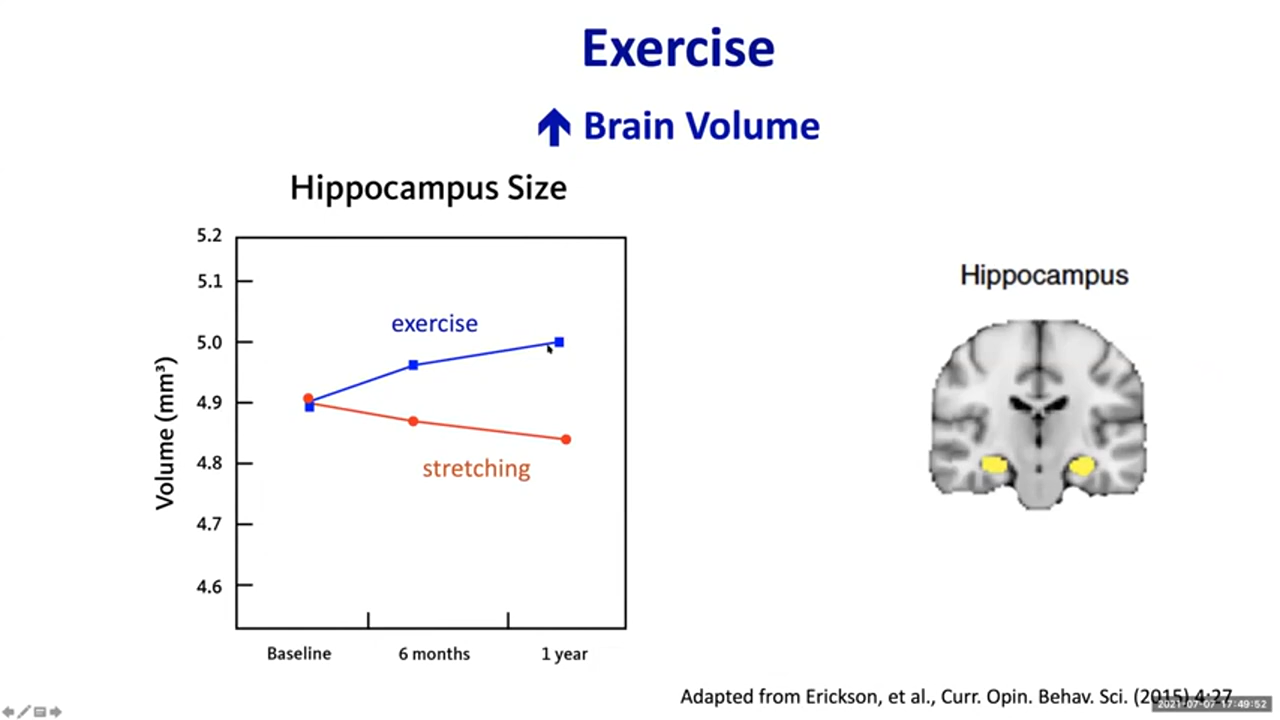 Exercise
Brain Volume
Hippocampus Size
5.2
5.1
5.0
4.9
4.8
4.7
4.6
Volume (mm³)
exercise
stretching
Baseline
6 months
1 year
Hippocampus
Adapted from Erickson, et al., Curr. Opin. Behav. Sci. (2015) 4:27
2021-07-07 17:49:52